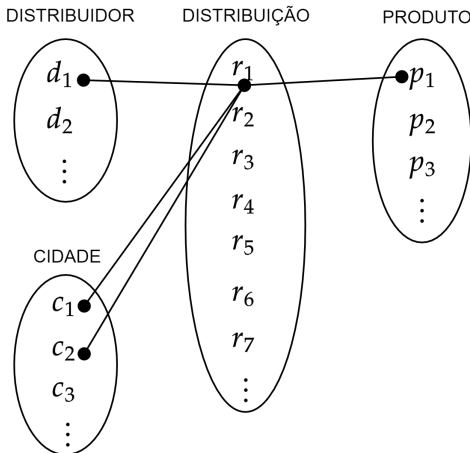 DISTRIBUIDOR
d₁
d₂
⋮
DISTRIBUIÇÃO
r₁
r₂
r₃
r₄
r₅
r₆
r₇
⋮
PRODUTO
p₁
p₂
p₃
⋮
CIDADE
c₁
c₂
c₃
⋮